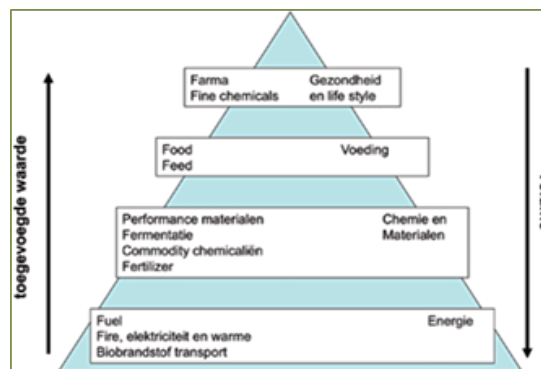 toegevoegde waarde
Farma
Fine chemicals
Gezondheid
en life style
Food
Feed
Voeding
Performance materialen
Fermentatie
Commodity chemicaliën
Fertilizer
Chemie en
Materialen
Fuel
Fire, elektriciteit en warme
Biobrandstof transport
Energie